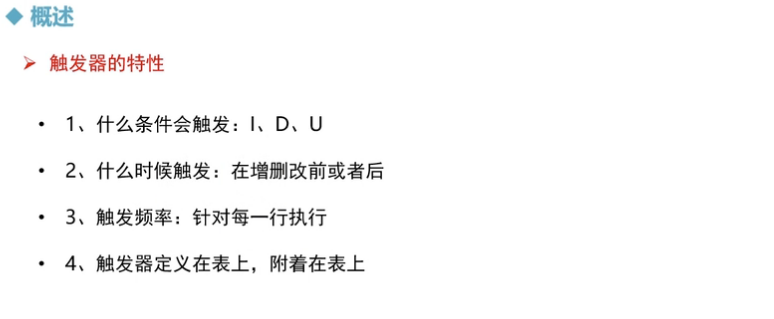 ◆ 概述
➢ 触发器的特性
• 1、什么条件会触发：I、D、U
• 2、什么时候触发：在增删改前或者后
• 3、触发频率：针对每一行执行
• 4、触发器定义在表上，附着在表上